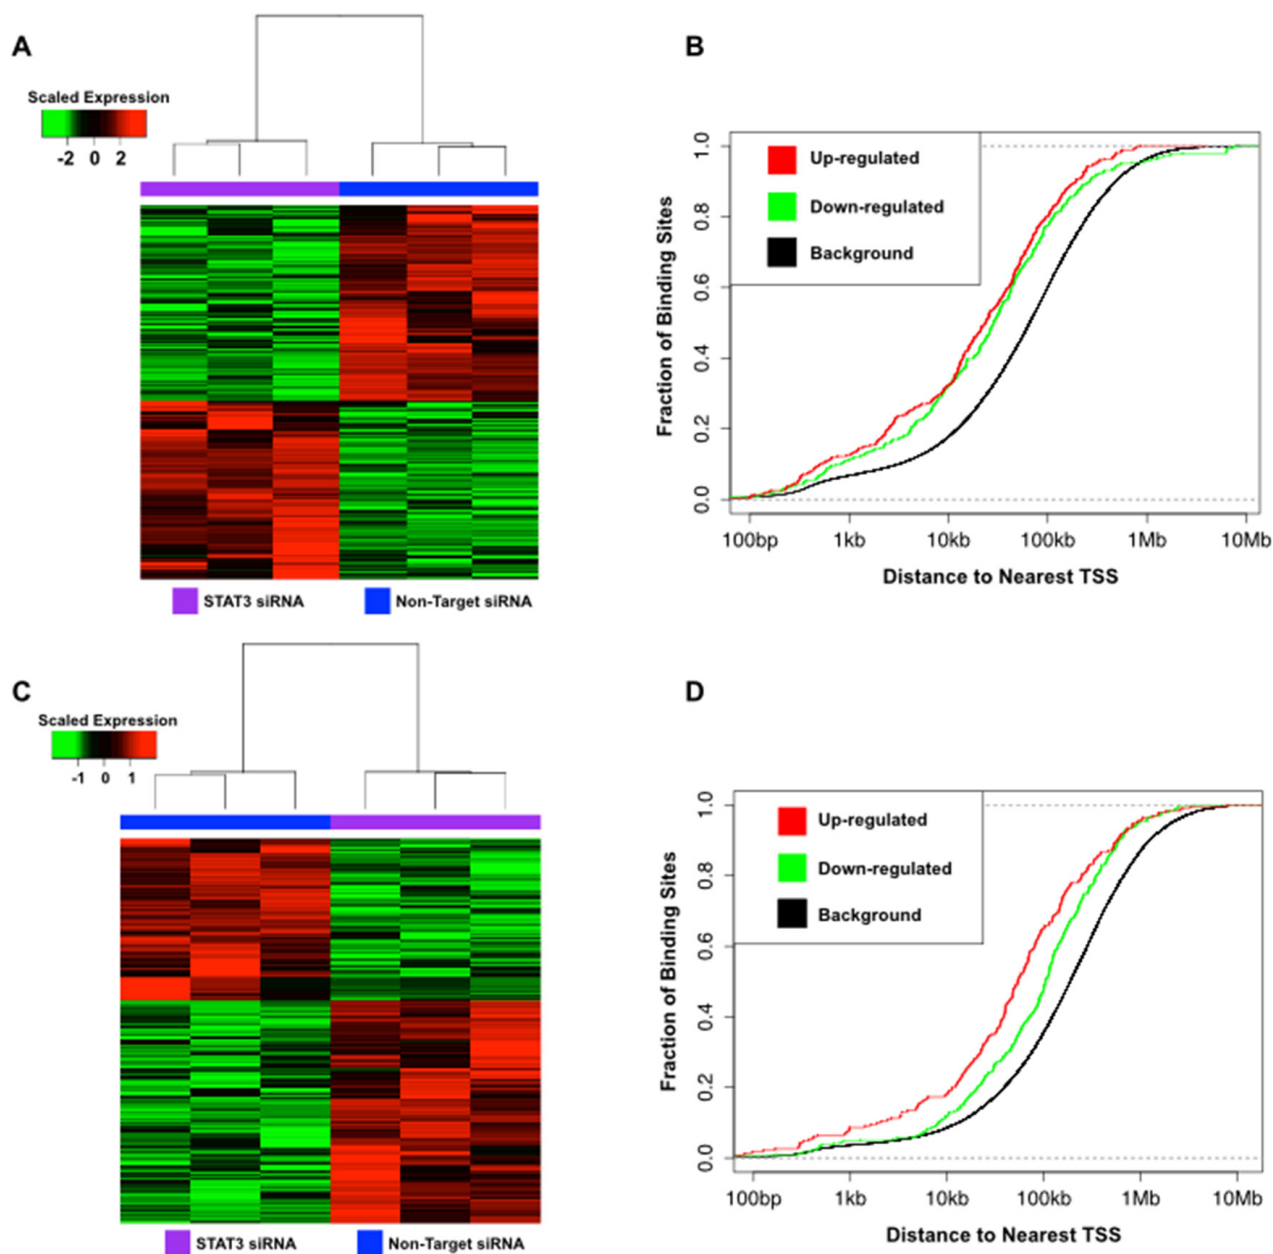 A
Scaled Expression
-2 0 2
STAT3 siRNA Non-Target siRNA
B
Up-regulated
Down-regulated
Background
Fraction of Binding Sites
0.0 0.2 0.4 0.6 0.8 1.0
100bp 1kb 10kb 100kb 1Mb 10Mb
Distance to Nearest TSS
C
Scaled Expression
-1 0 1
STAT3 siRNA Non-Target siRNA
D
Up-regulated
Down-regulated
Background
Fraction of Binding Sites
0.0 0.2 0.4 0.6 0.8 1.0
100bp 1kb 10kb 100kb 1Mb 10Mb
Distance to Nearest TSS